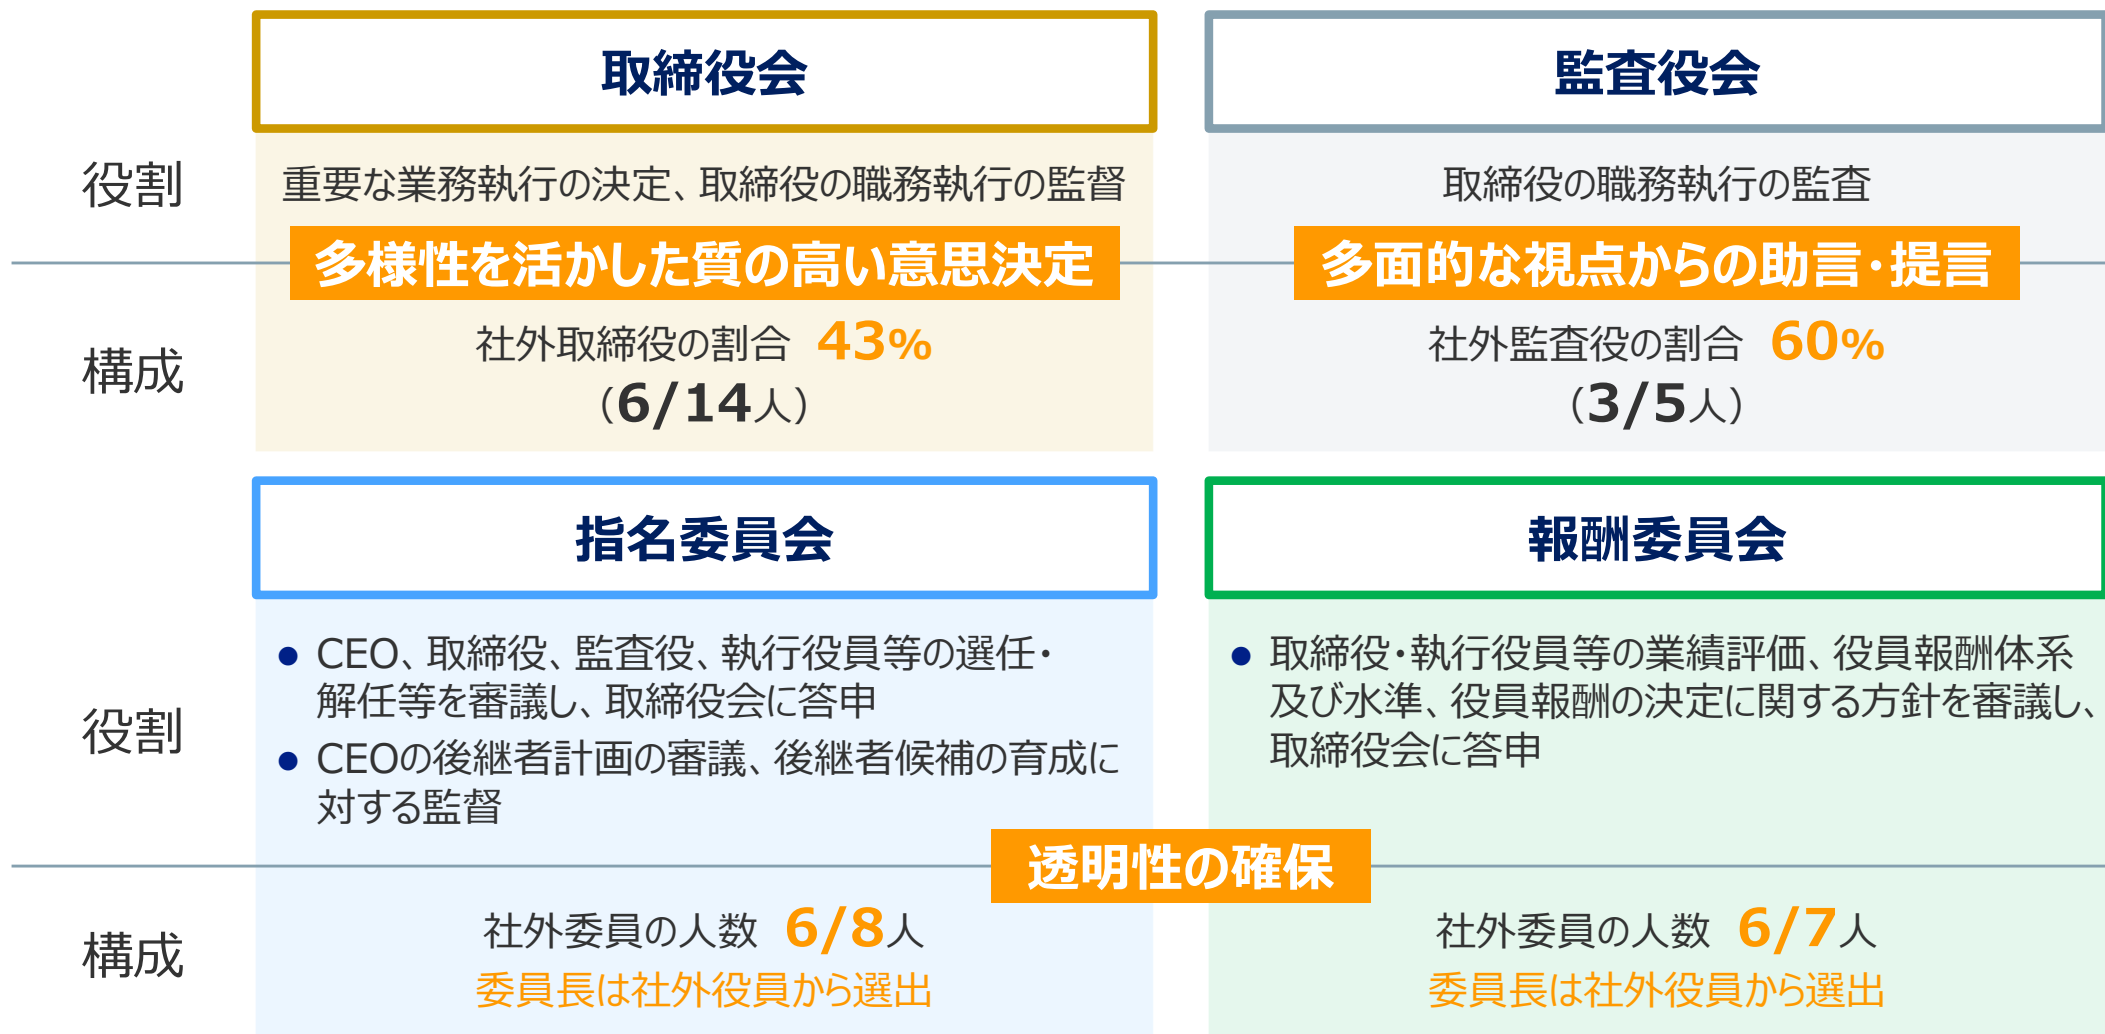 取締役会
監査役会
役割
重要な業務執行の決定、取締役の職務執行の監督
取締役の職務執行の監査
多様性を活かした質の高い意思決定
多面的な視点からの助言・提言
構成
社外取締役の割合 43%
（6/14人）
社外監査役の割合 60%
（3/5人）
指名委員会
報酬委員会
役割
● CEO、取締役、監査役、執行役員等の選任・
解任等を審議し、取締役会に答申
● CEOの後継者計画の審議、後継者候補の育成に
対する監督
● 取締役・執行役員等の業績評価、役員報酬体系
及び水準、役員報酬の決定に関する方針を審議し、
取締役会に答申
透明性の確保
構成
社外委員の人数 6/8人
委員長は社外役員から選出
社外委員の人数 6/7人
委員長は社外役員から選出